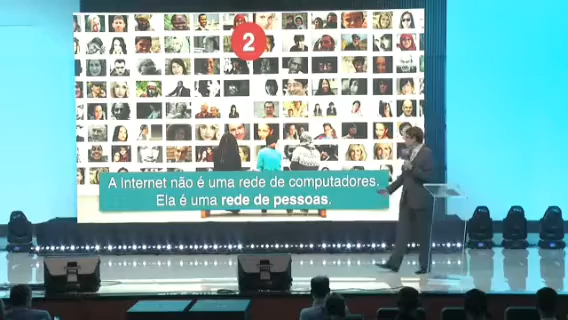 2
A Internet não é uma rede de computadores.
Ela é uma rede de pessoas.